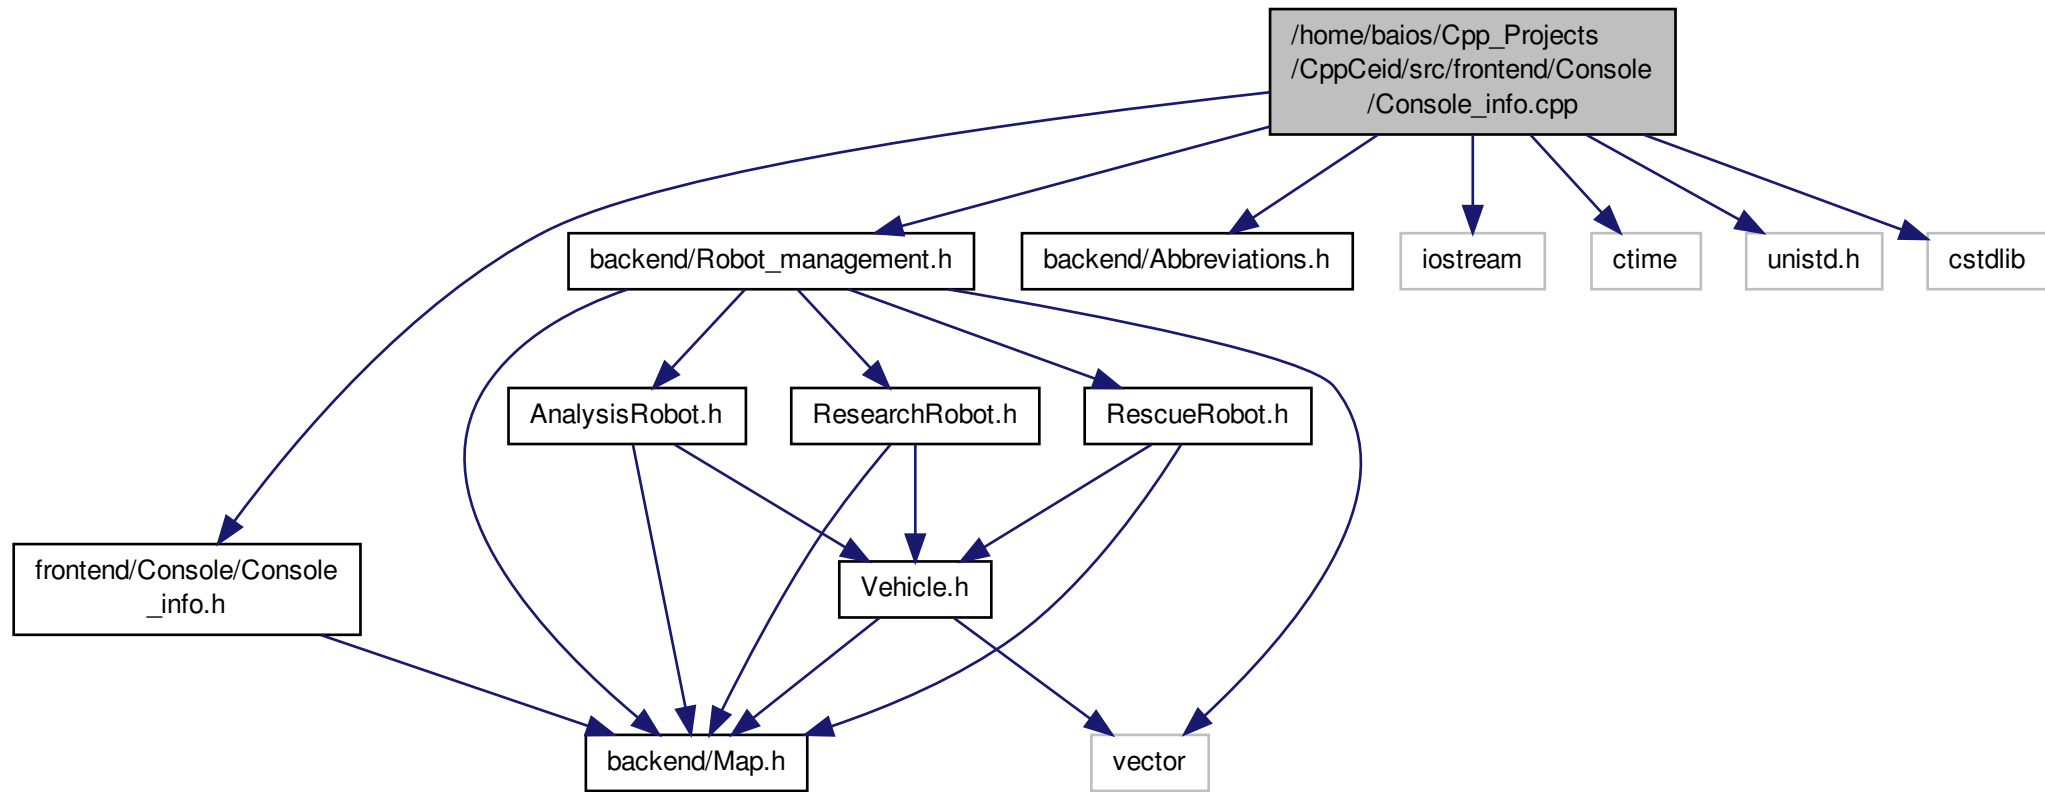 /home/baios/Cpp_Projects
/CppCeid/src/frontend/Console
/Console_info.cpp
backend/Robot_management.h
backend/Abbreviations.h
iostream
ctime
unistd.h
cstdlib
AnalysisRobot.h
ResearchRobot.h
RescueRobot.h
frontend/Console/Console
_info.h
Vehicle.h
backend/Map.h
vector